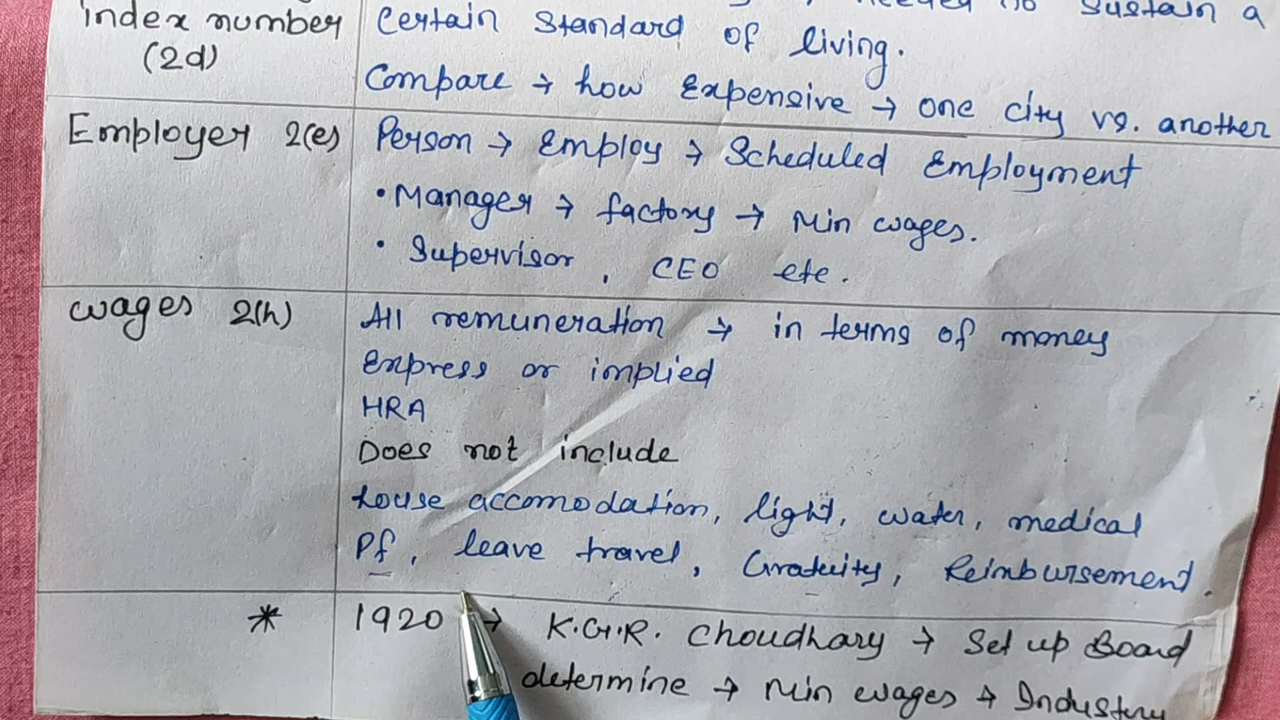 index number
(2d)
needed to sustain a
Certain Standard of living.
Compare → how Expensive → one city vs. another
Employer 2(e)
Person → Employ → Scheduled Employment
• Manager → factory → Min wages.
• Supervisor, CEO etc.
wages 2(h)
All remuneration → in terms of money
Express or implied
HRA
Does not include
house accomodation, light, water, medical
Pf, leave travel, Gratuity, Reimbursement.
*
1920 → K.G.R. Choudhary → Set up Board
determine → Min wages → Industry